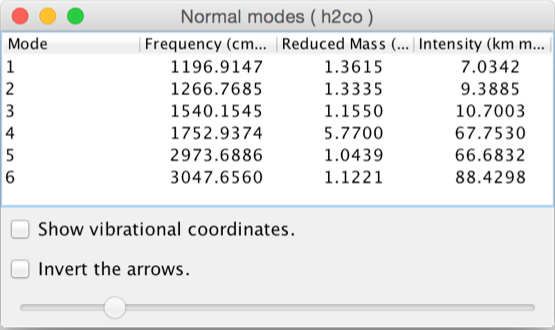 Normal modes ( h2co )
Mode Frequency (cm... Reduced Mass (... Intensity (km m...
1 1196.9147 1.3615 7.0342
2 1266.7685 1.3335 9.3885
3 1540.1545 1.1550 10.7003
4 1752.9374 5.7700 67.7530
5 2973.6886 1.0439 66.6832
6 3047.6560 1.1221 88.4298
Show vibrational coordinates.
Invert the arrows.